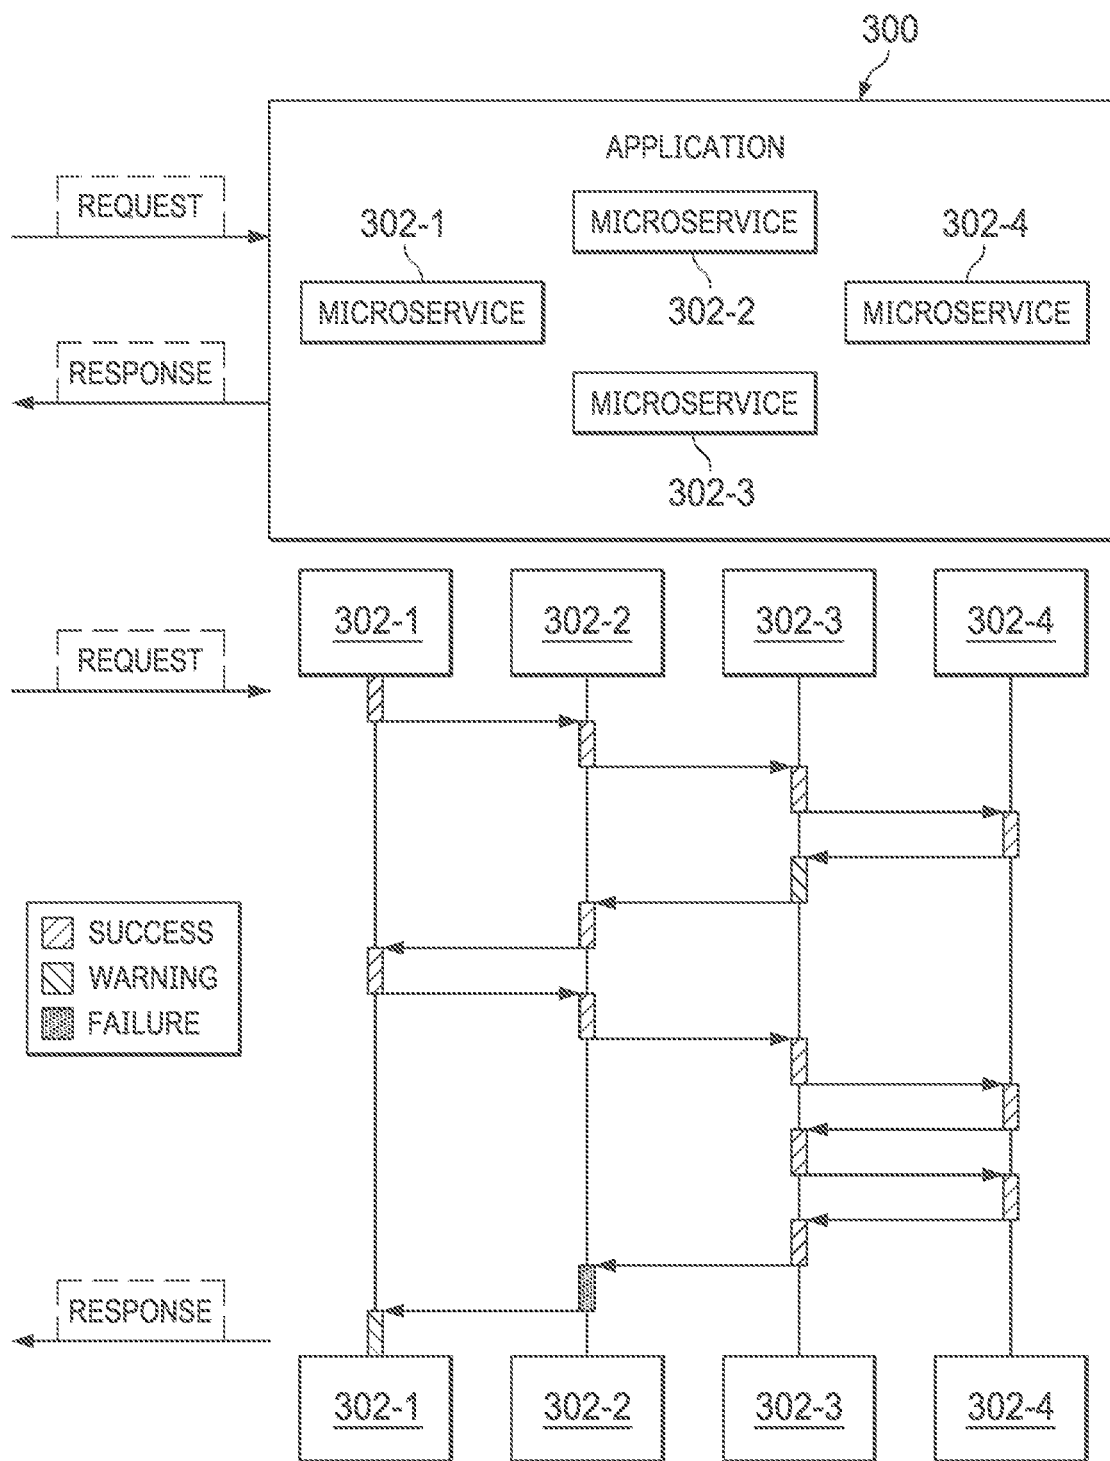 300
APPLICATION
REQUEST
302-1
MICROSERVICE
302-4
MICROSERVICE
302-2
MICROSERVICE
RESPONSE
MICROSERVICE
302-3
302-1
302-2
302-3
302-4
REQUEST
SUCCESS
WARNING
FAILURE
RESPONSE
302-1
302-2
302-3
302-4